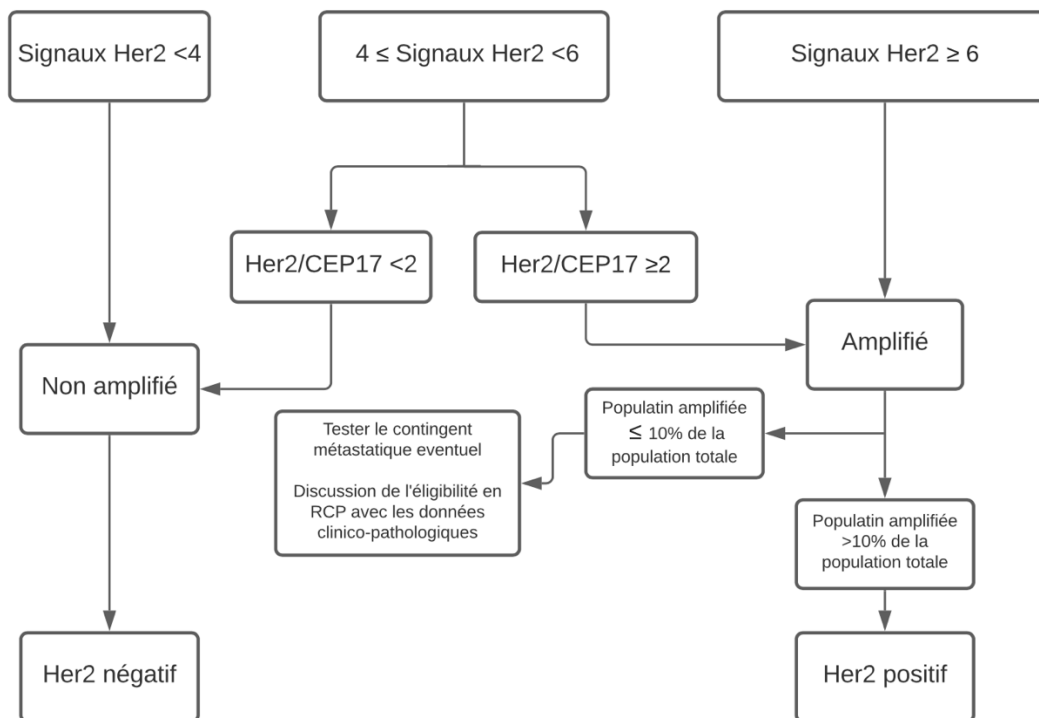 Signaux Her2 <4
4 ≤ Signaux Her2 <6
Signaux Her2 ≥ 6
Her2/CEP17 <2
Her2/CEP17 ≥2
Non amplifié
Amplifié
Populatin amplifiée
≤ 10% de la
population totale
Tester le contingent
métastatique eventuel
Discussion de l'éligibilité en
RCP avec les données
clinico-pathologiques
Populatin amplifiée
>10% de la
population totale
Her2 négatif
Her2 positif